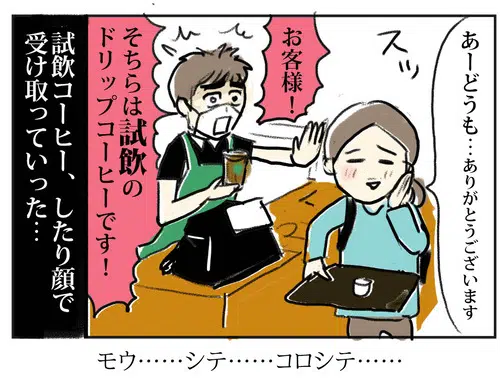 あーどうも…ありがとうございます
スッ
お客様！
そちらは試飲の
ドリップコーヒーです！
試飲コーヒー、したり顔で
受け取っていった…
モウ……シテ……コロシテ……